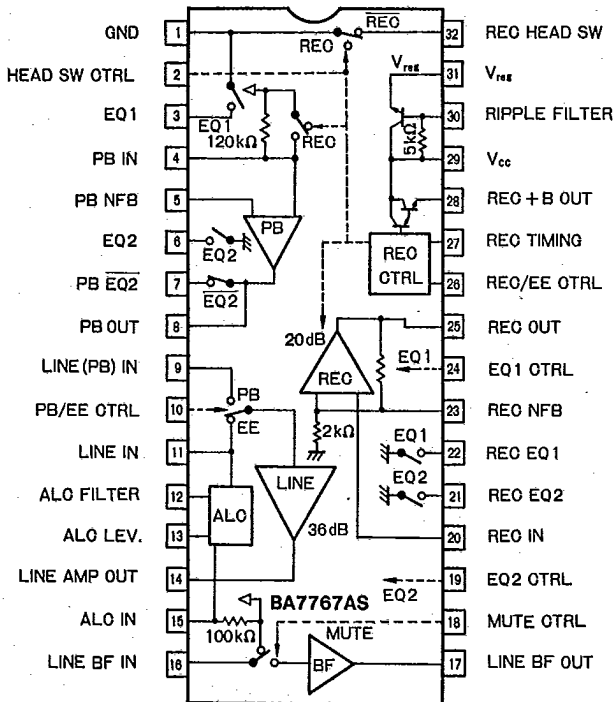 GND 1 REC REC 32 REC HEAD SW
HEAD SW CTRL 2 Vreg 31 Vreg
EQ1 3 EQ1 120kΩ REC 5kΩ 30 RIPPLE FILTER
PB IN 4 29 Vcc
PB NFB 5 PB 28 REC+B OUT
EQ2 6 EQ2 REC CTRL 27 REC TIMING
PB EQ2 7 EQ2 26 REC/EE CTRL
PB OUT 8 20dB 25 REC OUT
LINE(PB) IN 9 PB REC EQ1 24 EQ1 CTRL
PB/EE CTRL 10 EE 2kΩ 23 REC NFB
LINE IN 11 EQ1 22 REC EQ1
ALC FILTER 12 ALC LINE EQ2 21 REC EQ2
ALC LEV. 13 36dB 20 REC IN
LINE AMP OUT 14 EQ2 19 EQ2 CTRL
BA7767AS
ALC IN 15 100kΩ MUTE 18 MUTE CTRL
LINE BF IN 16 BF 17 LINE BF OUT